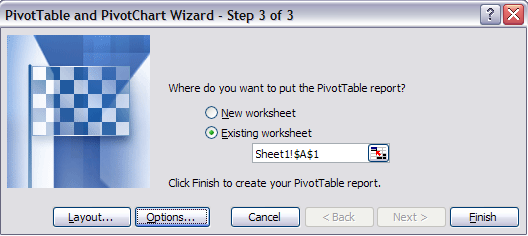 PivotTable and PivotChart Wizard - Step 3 of 3
?
Where do you want to put the PivotTable report?
New worksheet
Existing worksheet
Sheet1!$A$1
Click Finish to create your PivotTable report.
Layout... Options... Cancel < Back Next > Finish